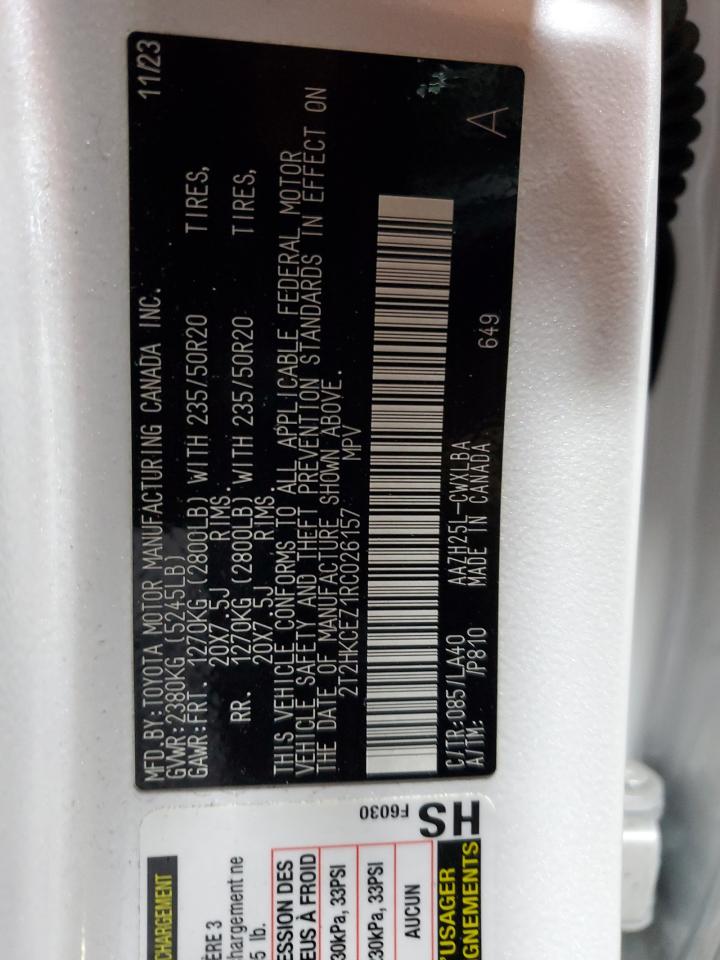 MFD.BY:TOYOTA MOTOR MANUFACTURING CANADA INC. 11/23
GVWR:2380KG (5245LB)
GAWR:FRT. 1270KG (2800LB) WITH 235/50R20 TIRES,
20X7.5J RIMS.
RR. 1270KG (2800LB) WITH 235/50R20 TIRES,
20X7.5J RIMS.
THIS VEHICLE CONFORMS TO ALL APPLICABLE FEDERAL MOTOR
VEHICLE SAFETY AND THEFT PREVENTION STANDARDS IN EFFECT ON
THE DATE OF MANUFACTURE SHOWN ABOVE.
2T2HKCEZ1RC026157 MPV
A
C/TR:085/LA40 AAZH25L-CWXLBA
A/TM: /P810 MADE IN CANADA 649
HS
F6030
CHARGEMENT
ÈRE 3
hargement ne
5 lb.
ESSION DES
EUS À FROID
30kPa, 33PSI
30kPa, 33PSI
AUCUN
'USAGER
GNEMENTS